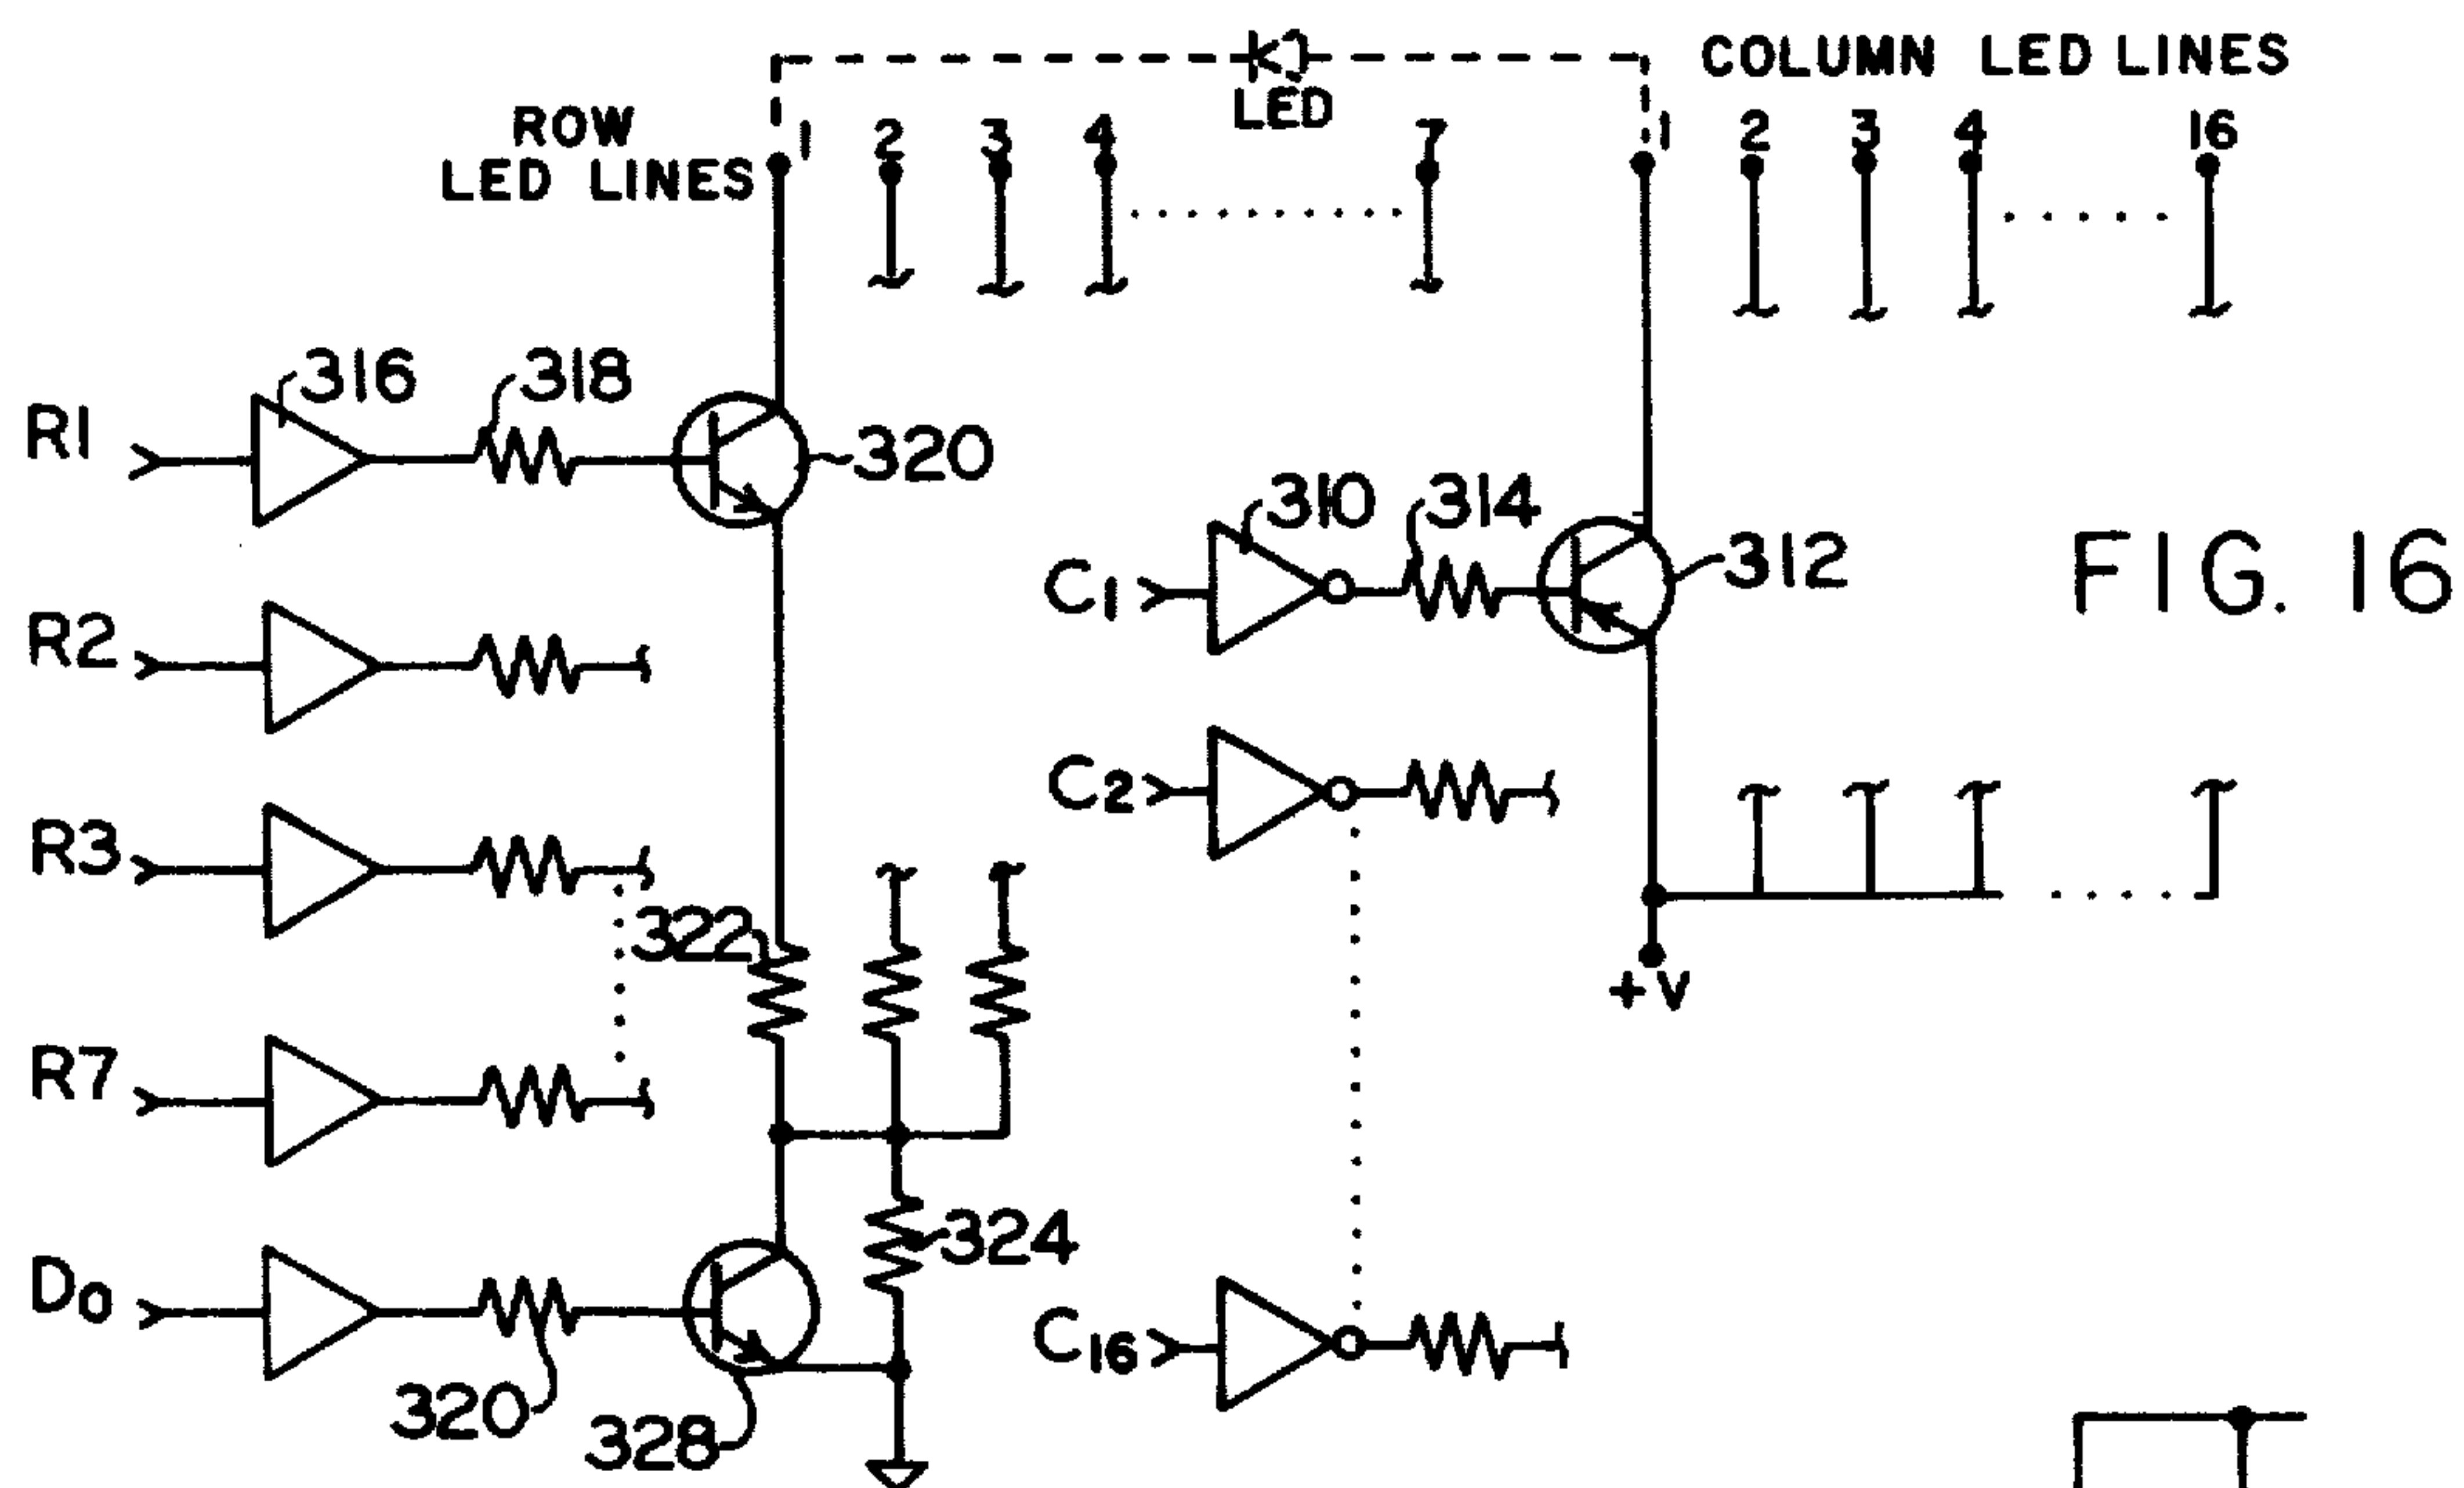 COLUMN LED LINES
LED
ROW
LED LINES
1 2 3 4 7
1 2 3 4 16
316 318
R1
320
310 314
C1
312
FIG. 16
R2
C2
R3
322
+V
R7
324
D0
C16
320
328